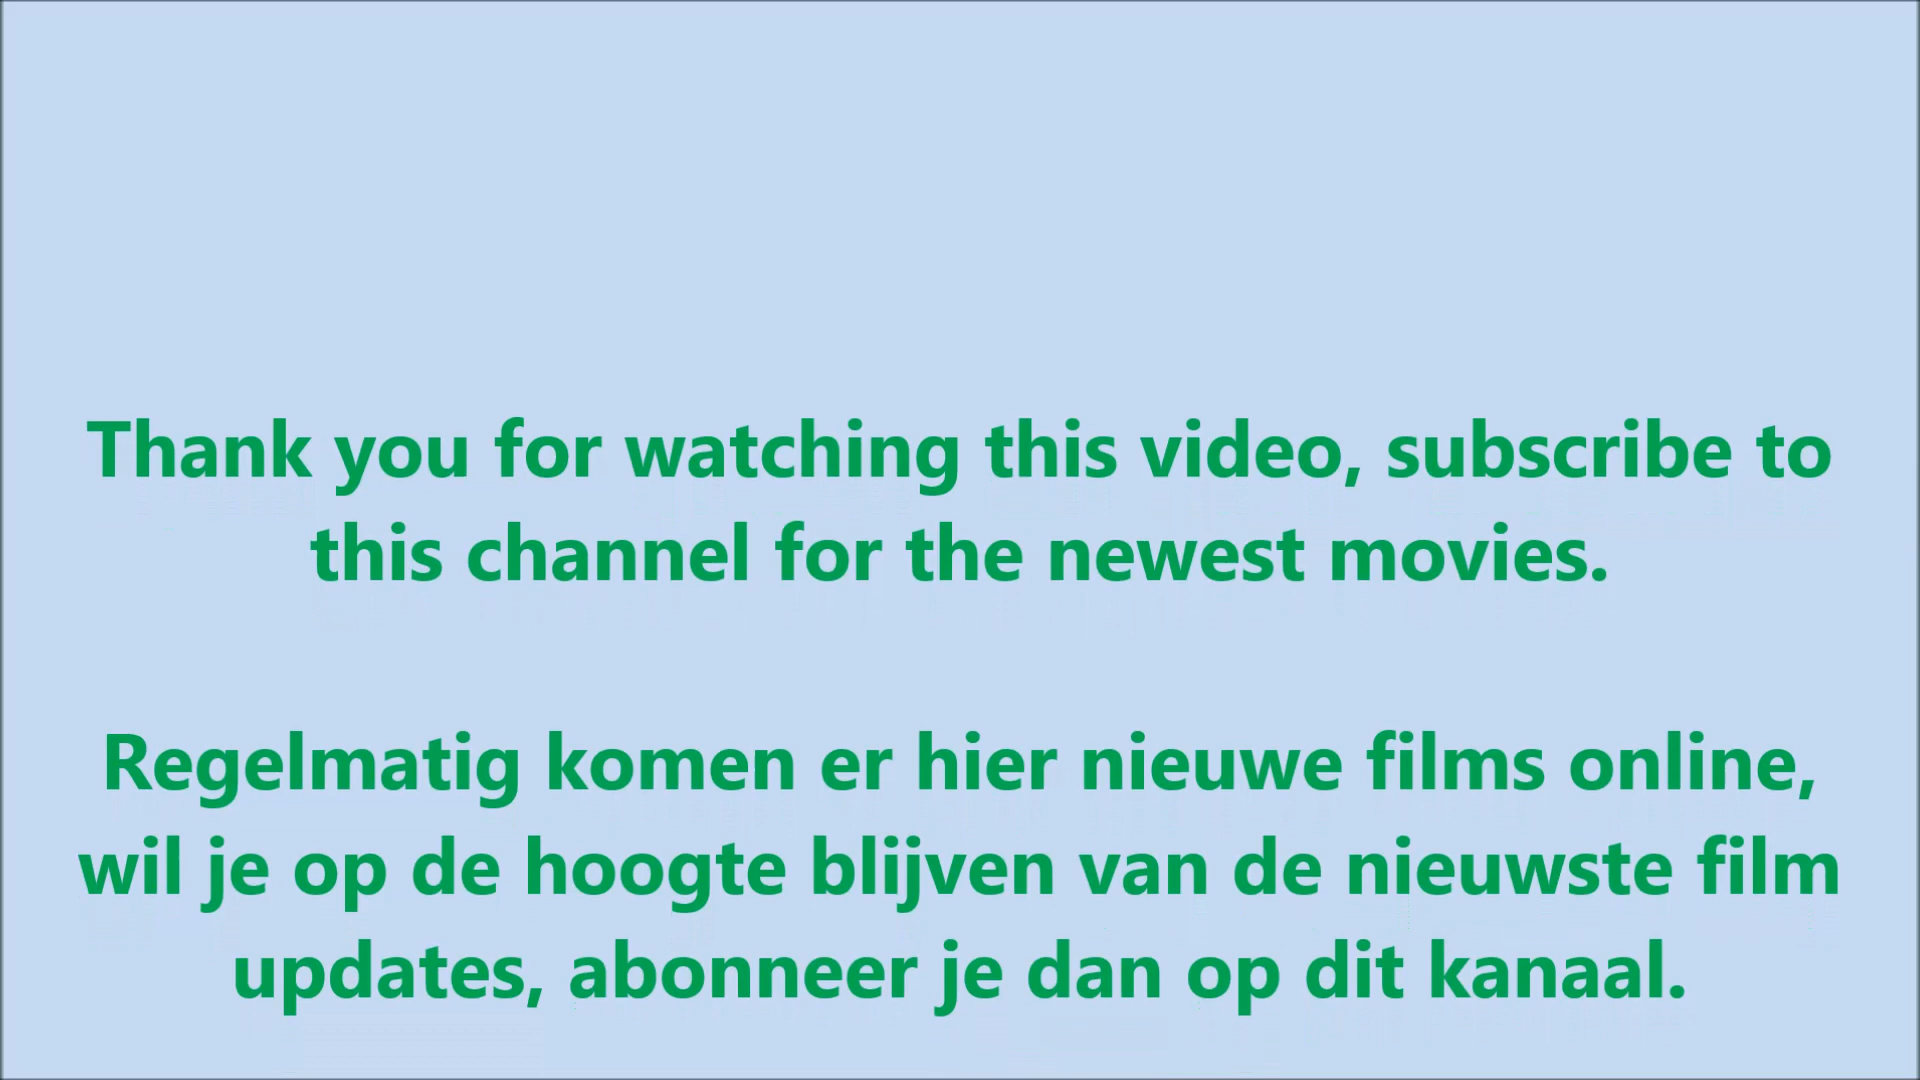 Thank you for watching this video, subscribe to
this channel for the newest movies.
Regelmatig komen er hier nieuwe films online,
wil je op de hoogte blijven van de nieuwste film
updates, abonneer je dan op dit kanaal.